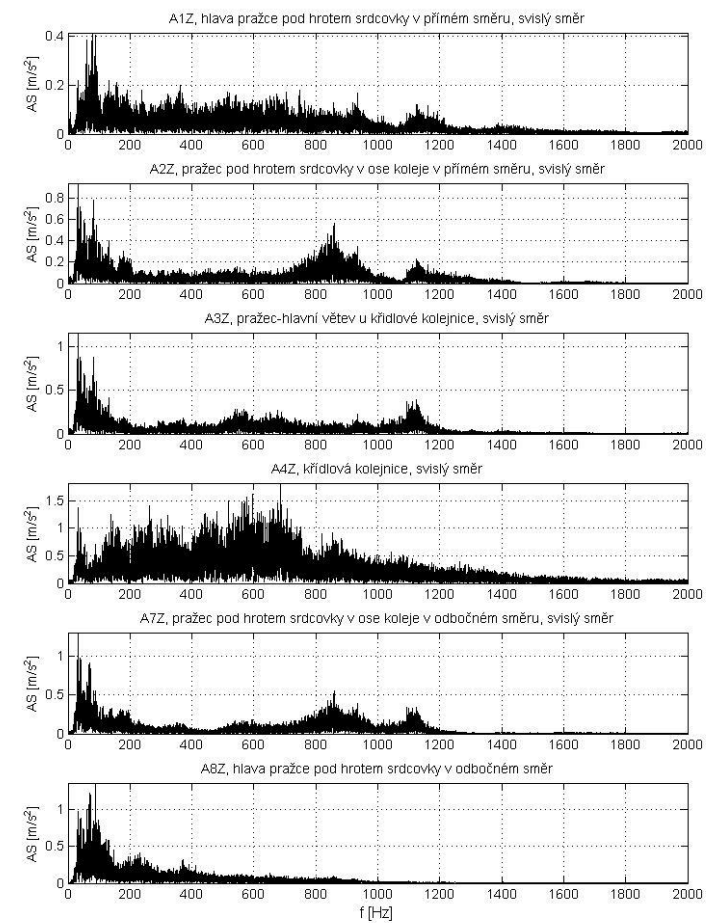 A1Z, hlava pražce pod hrotem srdcovky v přímém směru, svislý směr
0.4
0.2
0
AS [m/s²]
0 200 400 600 800 1000 1200 1400 1600 1800 2000
A2Z, pražec pod hrotem srdcovky v ose koleje v přímém směru, svislý směr
0.8
0.6
0.4
0.2
0
AS [m/s²]
0 200 400 600 800 1000 1200 1400 1600 1800 2000
A3Z, pražec-hlavní větev u křídlové kolejnice, svislý směr
1
0.5
0
AS [m/s²]
0 200 400 600 800 1000 1200 1400 1600 1800 2000
A4Z, křídlová kolejnice, svislý směr
1.5
1
0.5
0
AS [m/s²]
0 200 400 600 800 1000 1200 1400 1600 1800 2000
A7Z, pražec pod hrotem srdcovky v ose koleje v odbočném směru, svislý směr
1
0.5
0
AS [m/s²]
0 200 400 600 800 1000 1200 1400 1600 1800 2000
A8Z, hlava pražce pod hrotem srdcovky v odbočném směr
1
0.5
0
AS [m/s²]
0 200 400 600 800 1000 1200 1400 1600 1800 2000
f [Hz]